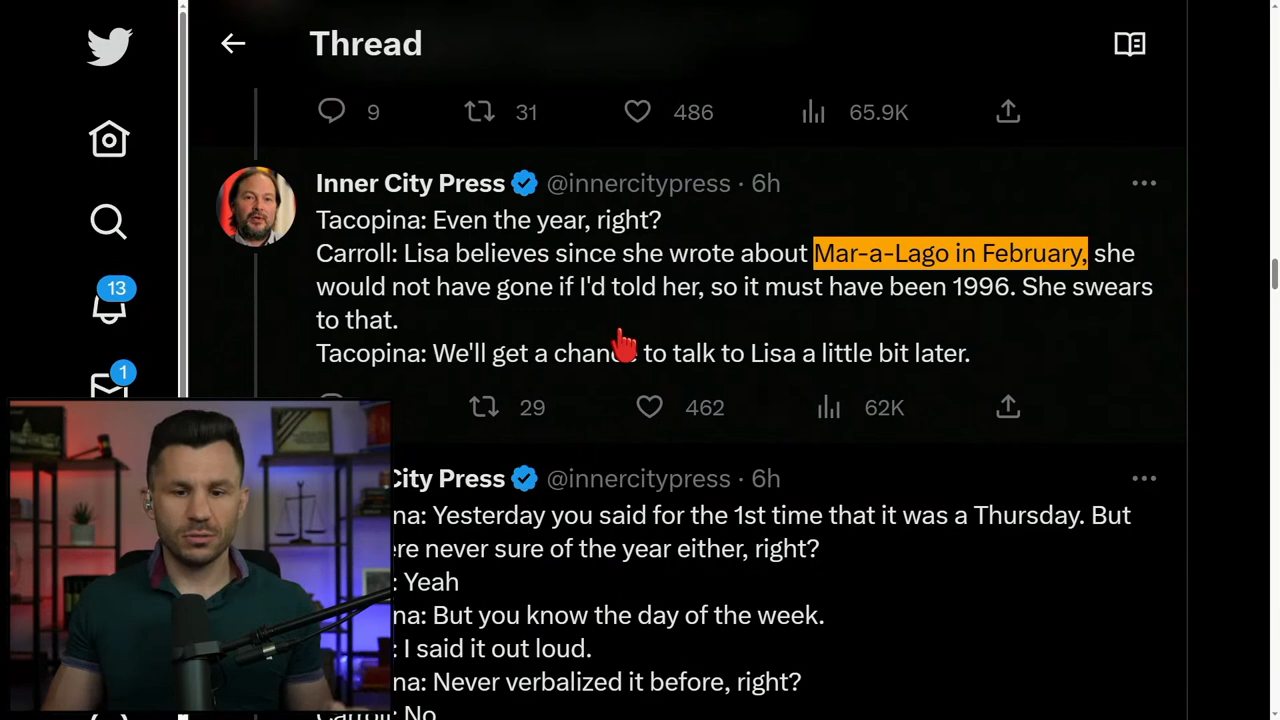 Thread
9 31 486 65.9K
Inner City Press @innercitypress · 6h
Tacopina: Even the year, right?
Carroll: Lisa believes since she wrote about Mar-a-Lago in February, she
would not have gone if I'd told her, so it must have been 1996. She swears
to that.
Tacopina: We'll get a chance to talk to Lisa a little bit later.
29 462 62K
13
1
City Press @innercitypress · 6h
na: Yesterday you said for the 1st time that it was a Thursday. But
ere never sure of the year either, right?
: Yeah
na: But you know the day of the week.
: I said it out loud.
na: Never verbalized it before, right?
Carroll: No